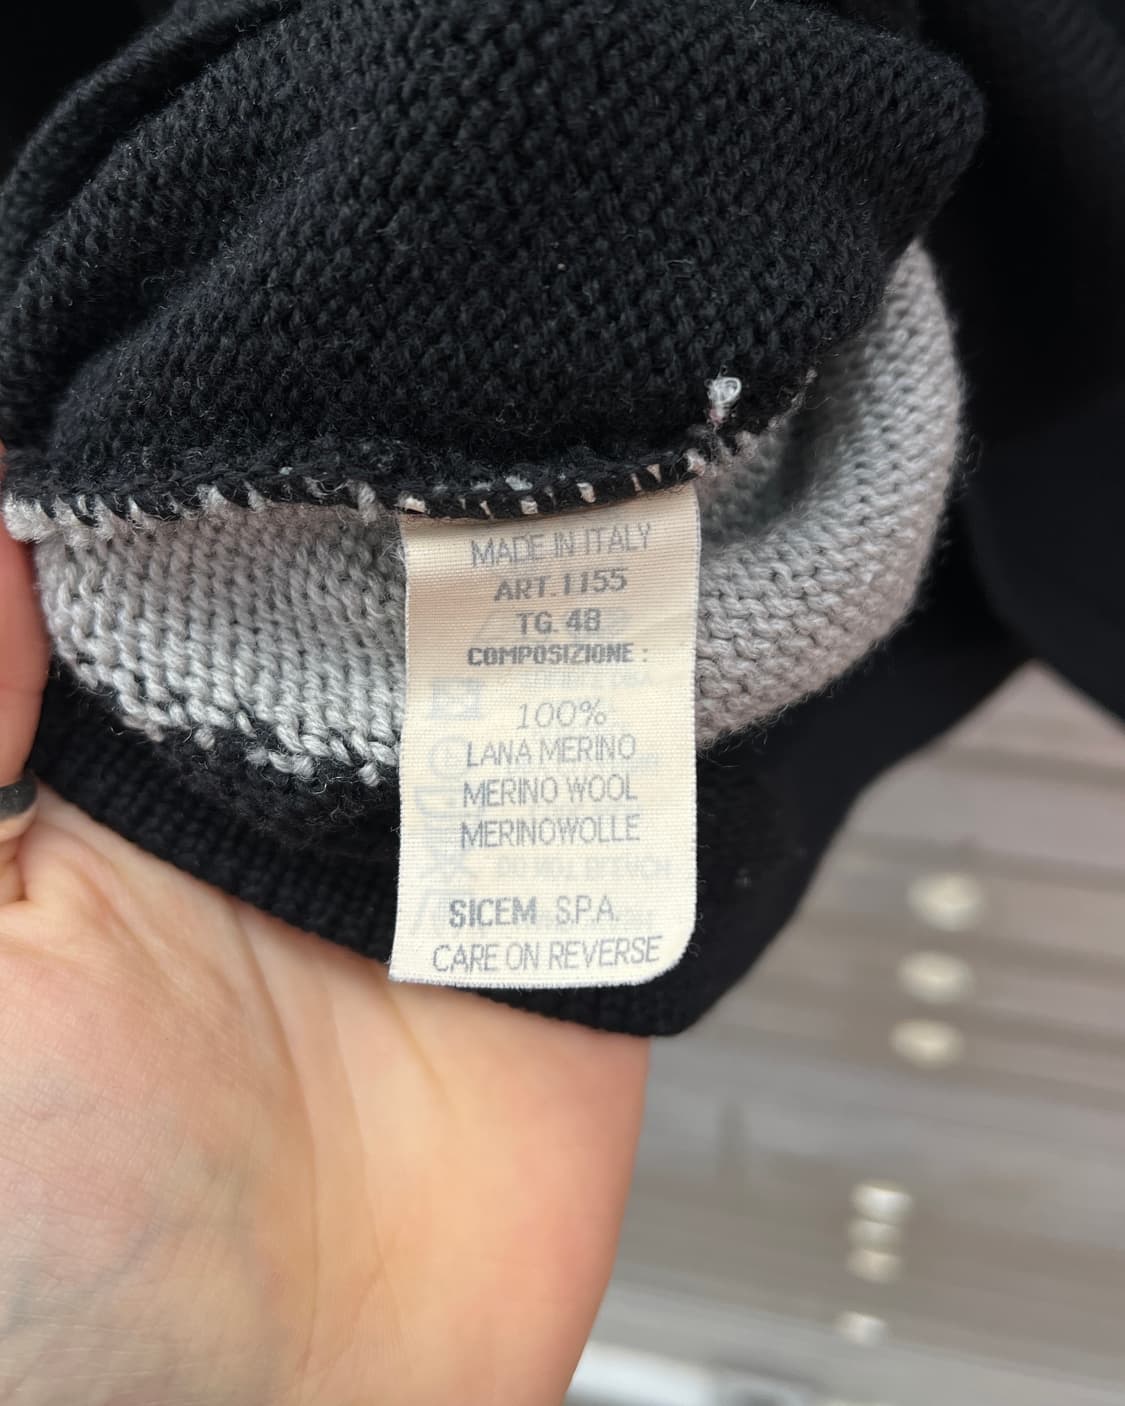 MADE IN ITALY
ART. 1155
TG. 48
COMPOSIZIONE :
100%
LANA MERINO
MERINO WOOL
MERINOWOLLE
SICEM S.P.A.
CARE ON REVERSE